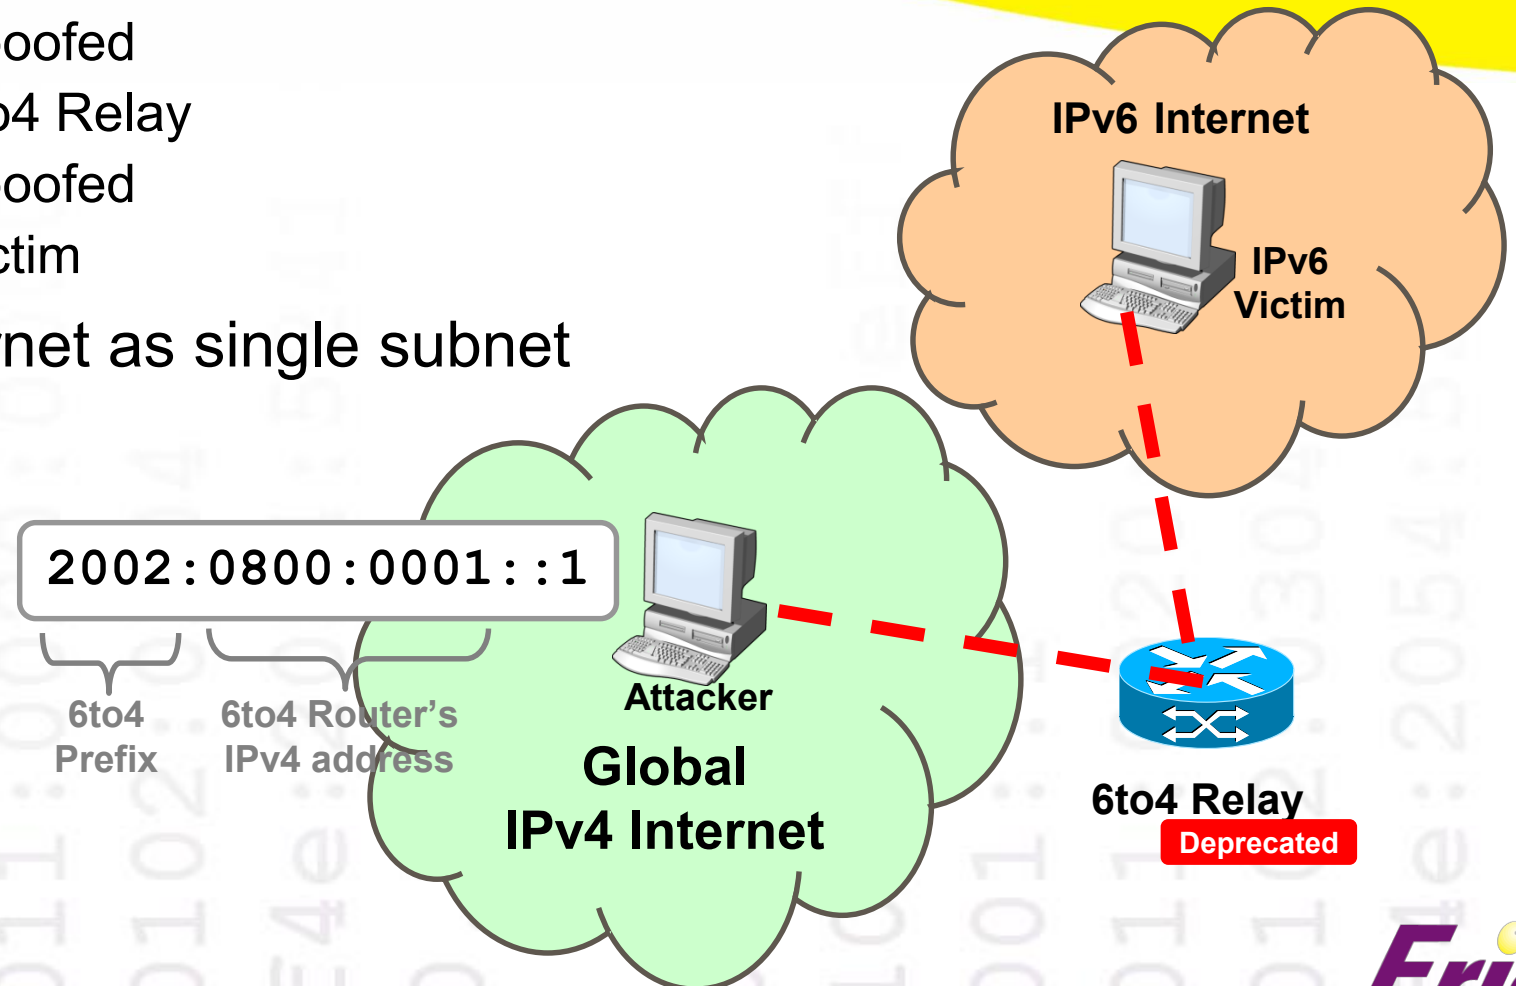 oofed
o4 Relay
oofed
ctim
rnet as single subnet
IPv6 Internet
IPv6
Victim
2002:0800:0001::1
6to4
Prefix
6to4 Router's
IPv4 address
Attacker
Global
IPv4 Internet
6to4 Relay
Deprecated